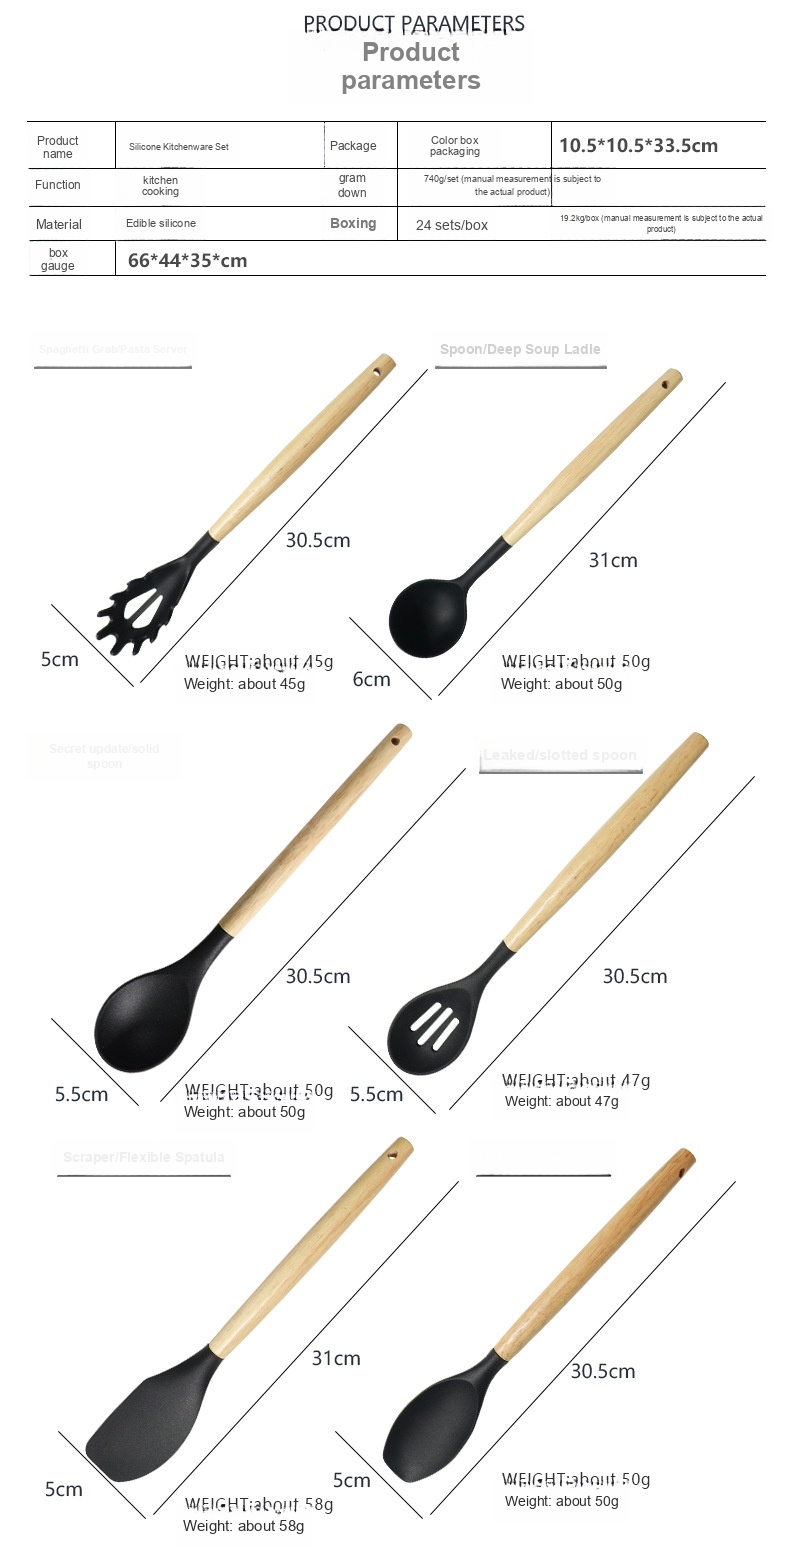 PRODUCT PARAMETERS
Product
parameters
Product
name
Silicone Kitchenware Set
Package
Color box
packaging
10.5*10.5*33.5cm
Function
kitchen
cooking
gram
down
740g/set (manual measurement is subject to
the actual product)
Material
Edible silicone
Boxing
24 sets/box
19.2kg/box (manual measurement is subject to the actual
product)
box
gauge
66*44*35*cm
Spaghetti Grab/Pasta Server
Spoon/Deep Soup Ladle
30.5cm
31cm
5cm
WEIGHT:about 45g
Weight: about 45g
6cm
WEIGHT:about 50g
Weight: about 50g
Secret update/solid
spoon
Leaked/slotted spoon
30.5cm
30.5cm
5.5cm
WEIGHT:about 50g
Weight: about 50g
5.5cm
WEIGHT:about 47g
Weight: about 47g
Scraper/Flexible Spatula
31cm
30.5cm
5cm
WEIGHT:about 58g
Weight: about 58g
5cm
WEIGHT:about 50g
Weight: about 50g